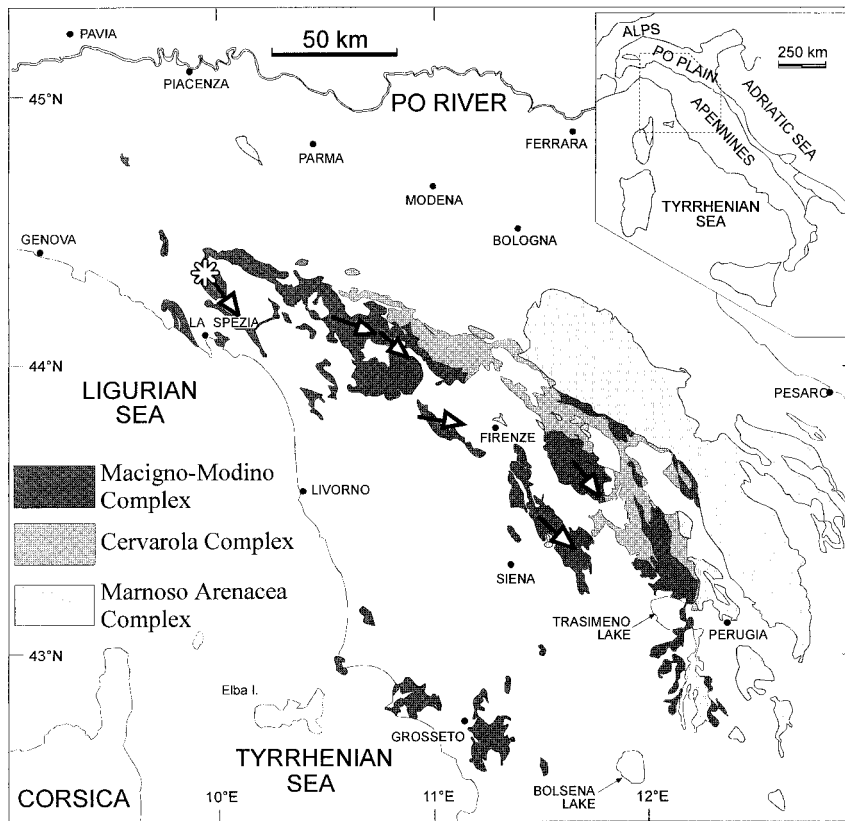 PAVIA
PIACENZA
50 km
PO RIVER
45°N
PARMA
FERRARA
MODENA
BOLOGNA
GENOVA
ALPS
PO PLAIN
250 km
ADRIATIC SEA
APENNINES
TYRRHENIAN
SEA
LA SPEZIA
44°N
LIGURIAN
SEA
PESARO
FIRENZE
Macigno-Modino
Complex
LIVORNO
Cervarola Complex
SIENA
Marnoso Arenacea
Complex
TRASIMENO
LAKE
PERUGIA
43°N
Elba I.
GROSSETO
TYRRHENIAN
SEA
CORSICA
BOLSENA
LAKE
10°E
11°E
12°E